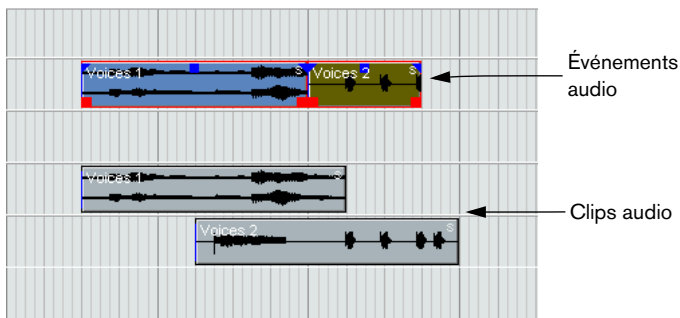 Voices 1 S Voices 2 S
Événements
audio
Voices 1 S
Clips audio
Voices 2 S